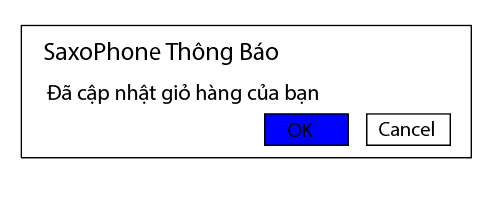 SaxoPhone Thông Báo
Đã cập nhật giỏ hàng của bạn
OK
Cancel